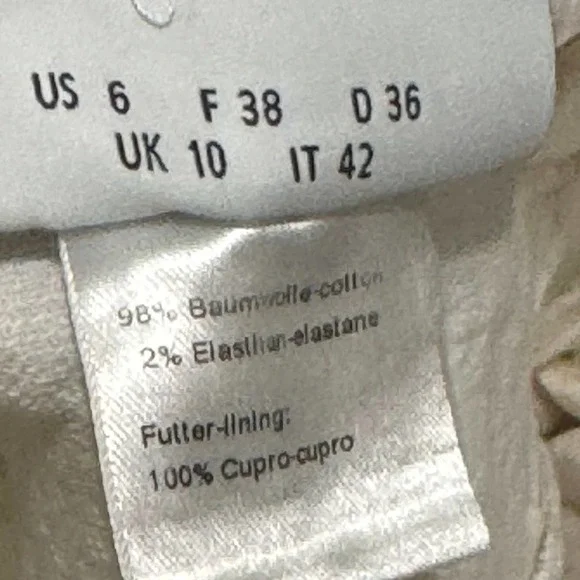 US 6 F 38 D 36
UK 10 IT 42
98% Baumwolle-cotton
2% Elasthan-elastane
Futter-lining:
100% Cupro-cupro